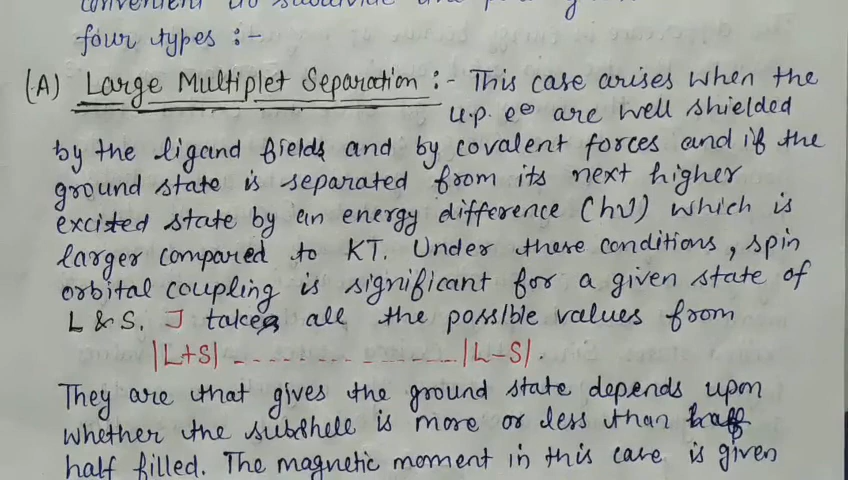 four types :-
(A) Large Multiplet Separation :- This case arises when the
u.p. e⊖ are well shielded
by the ligand fields and by covalent forces and if the
ground state is separated from its next higher
excited state by an energy difference (hν) which is
larger compared to KT. Under these conditions, spin
orbital coupling is significant for a given state of
L & S. J takes all the possible values from
|L+S| ---------------- |L-S|.
They are that gives the ground state depends upon
whether the subshell is more or less than half
half filled. The magnetic moment in this case is given